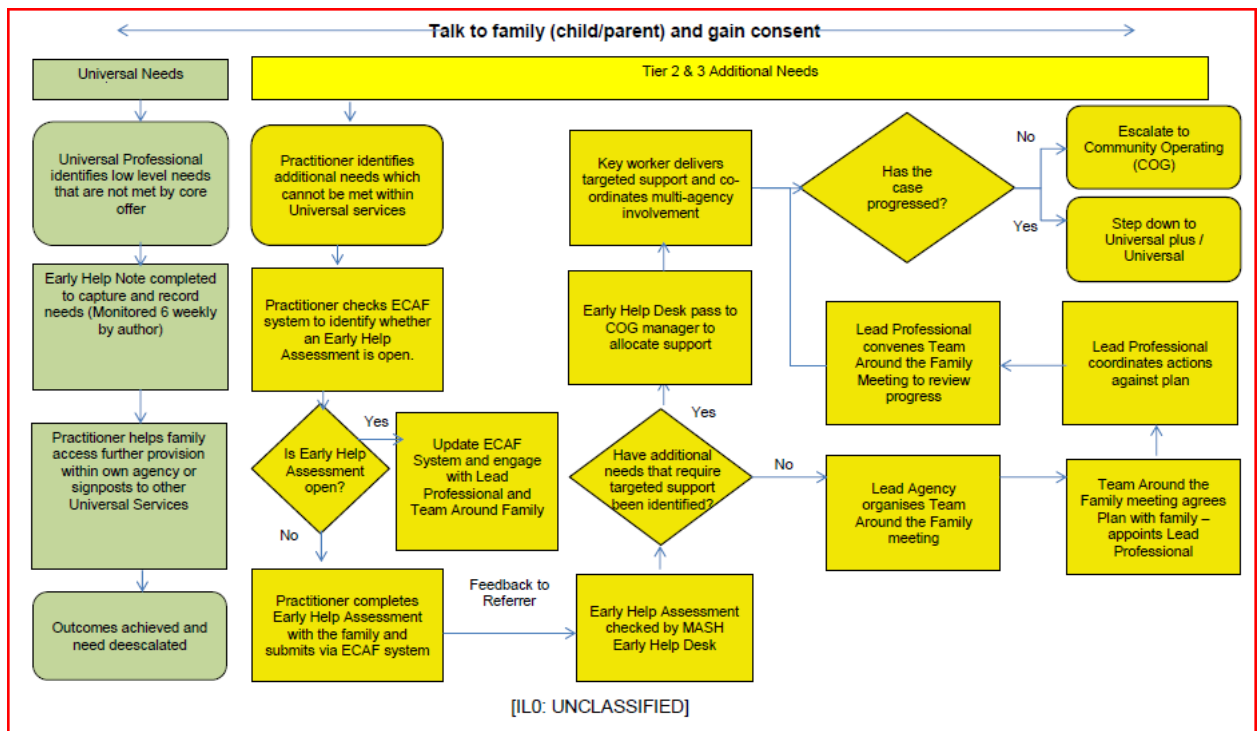 Talk to family (child/parent) and gain consent
Universal Needs
Tier 2 & 3 Additional Needs
Universal Professional
identifies low level needs
that are not met by core
offer
Early Help Note completed
to capture and record
needs (Monitored 6 weekly
by author)
Practitioner helps family
access further provision
within own agency or
signposts to other
Universal Services
Outcomes achieved and
need deescalated
Practitioner identifies
additional needs which
cannot be met within
Universal services
Practitioner checks ECAF
system to identify whether
an Early Help
Assessment is open.
Is Early Help
Assessment
open?
Yes
Update ECAF
System and engage
with Lead
Professional and
Team Around Family
No
Practitioner completes
Early Help Assessment
with the family and
submits via ECAF system
Feedback to
Referrer
Early Help Assessment
checked by MASH
Early Help Desk
Have additional
needs that require
targeted support
been identified?
Yes
Early Help Desk pass to
COG manager to
allocate support
Key worker delivers
targeted support and co-
ordinates multi-agency
involvement
No
Lead Agency
organises Team
Around the Family
meeting
Team Around the
Family meeting agrees
Plan with family –
appoints Lead
Professional
Lead Professional
coordinates actions
against plan
Lead Professional
convenes Team
Around the Family
Meeting to review
progress
Has the
case
progressed?
No
Escalate to
Community Operating
(COG)
Yes
Step down to
Universal plus /
Universal
[IL0: UNCLASSIFIED]